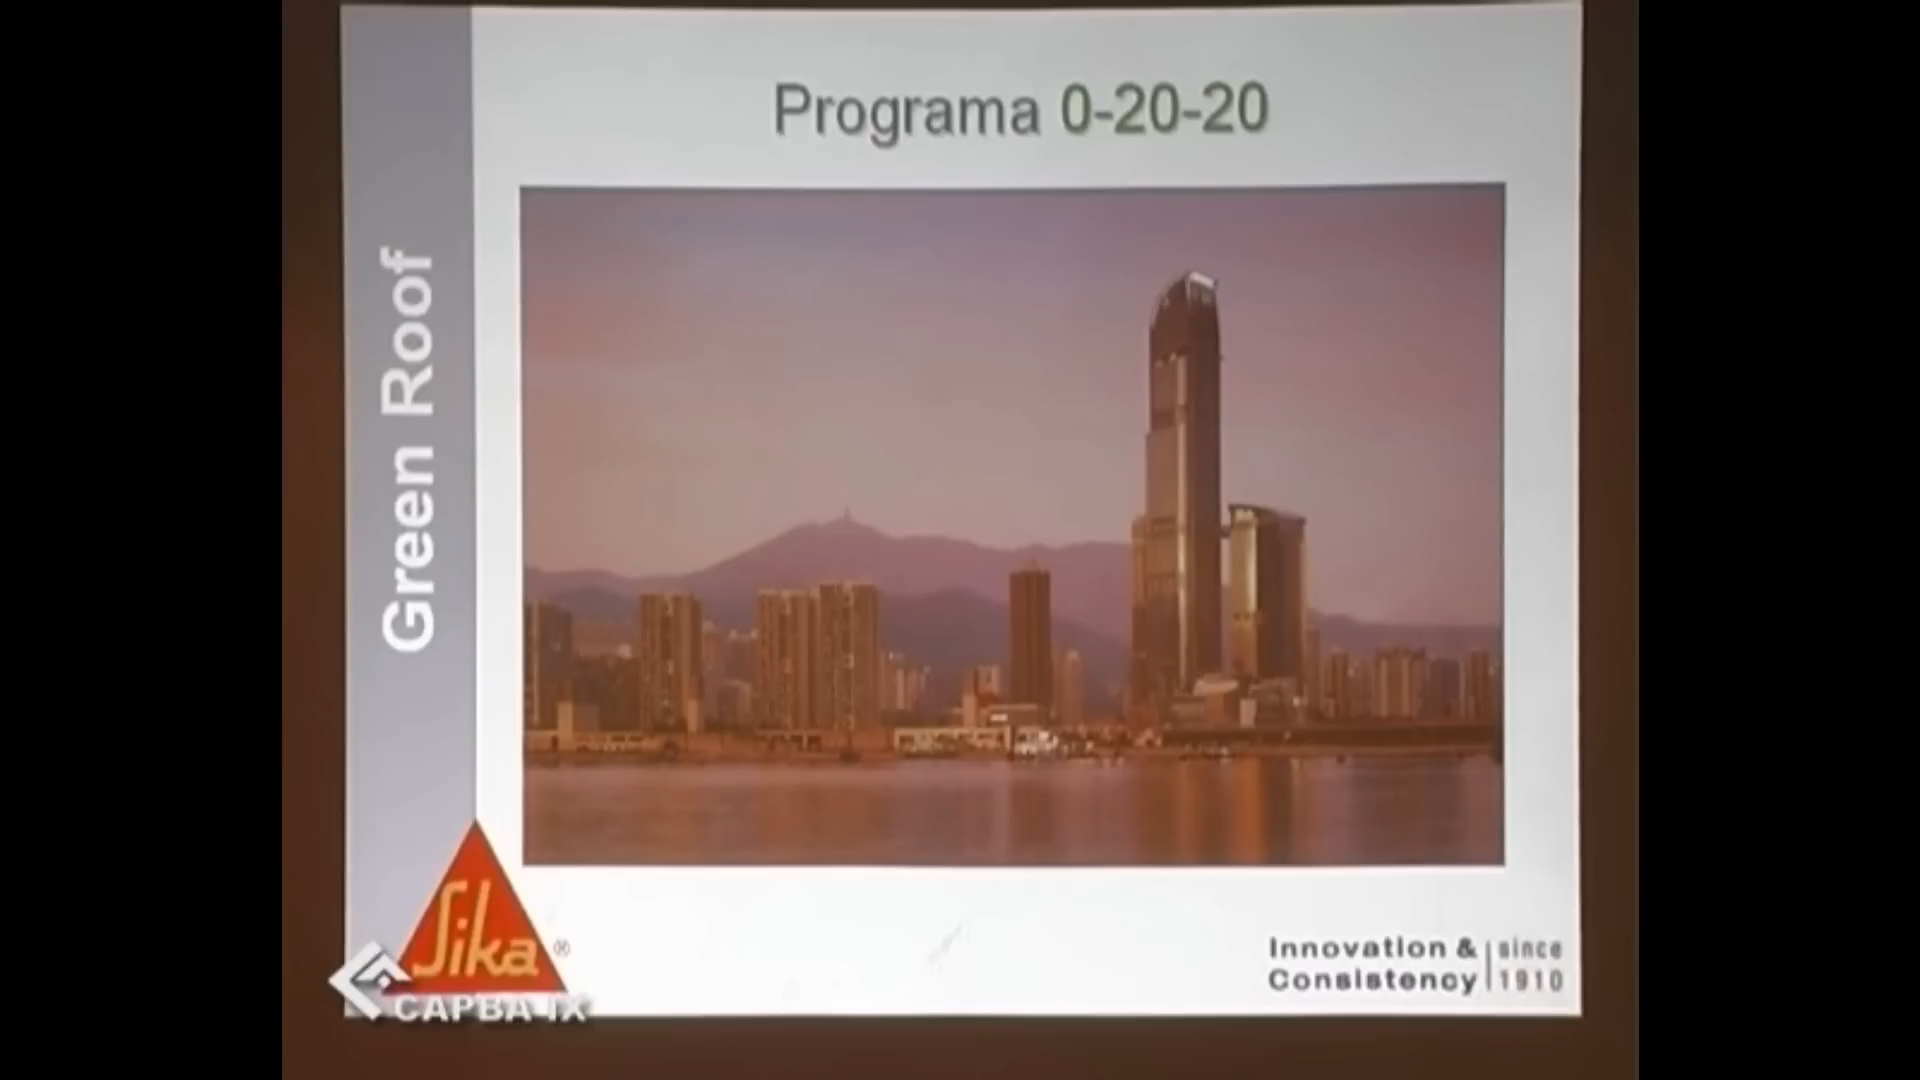 Programa 0-20-20
Green Roof
Sika®
CAPBA IX
Innovation & Consistency
since 1910